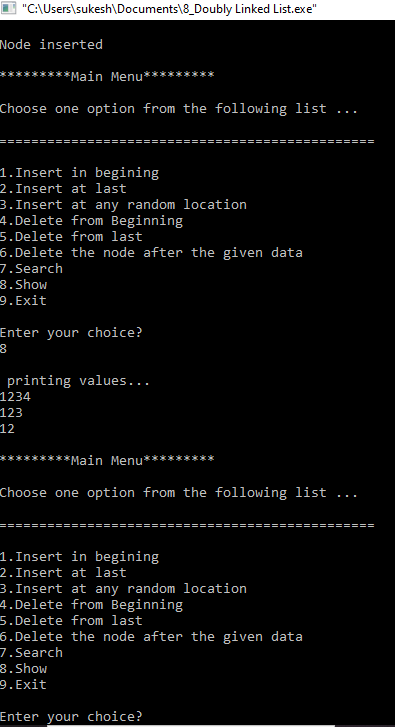 "C:\Users\sukesh\Documents\8_Doubly Linked List.exe"
Node inserted
*********Main Menu*********
Choose one option from the following list ...
===============================================
1.Insert in begining
2.Insert at last
3.Insert at any random location
4.Delete from Beginning
5.Delete from last
6.Delete the node after the given data
7.Search
8.Show
9.Exit
Enter your choice?
8
printing values...
1234
123
12
*********Main Menu*********
Choose one option from the following list ...
===============================================
1.Insert in begining
2.Insert at last
3.Insert at any random location
4.Delete from Beginning
5.Delete from last
6.Delete the node after the given data
7.Search
8.Show
9.Exit
Enter your choice?